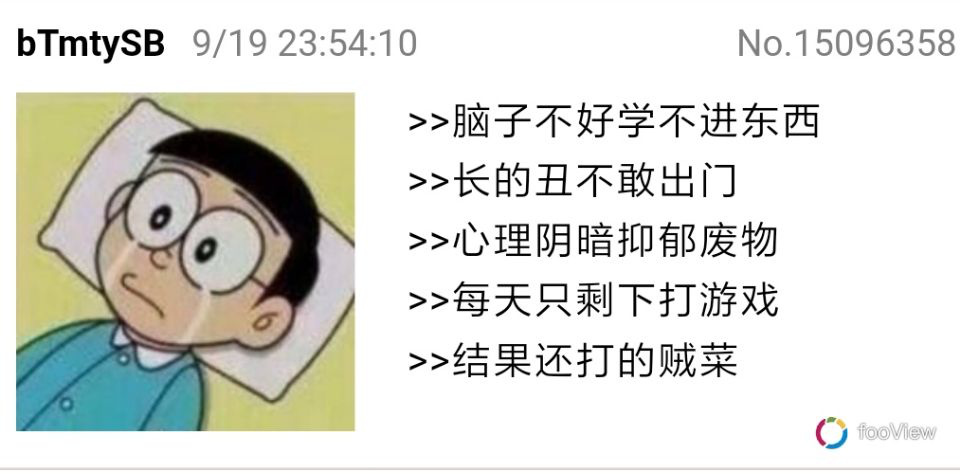 bTmtySB 9/19 23:54:10 No.15096358
>>脑子不好学不进东西
>>长的丑不敢出门
>>心理阴暗抑郁废物
>>每天只剩下打游戏
>>结果还打的贼菜
fooView